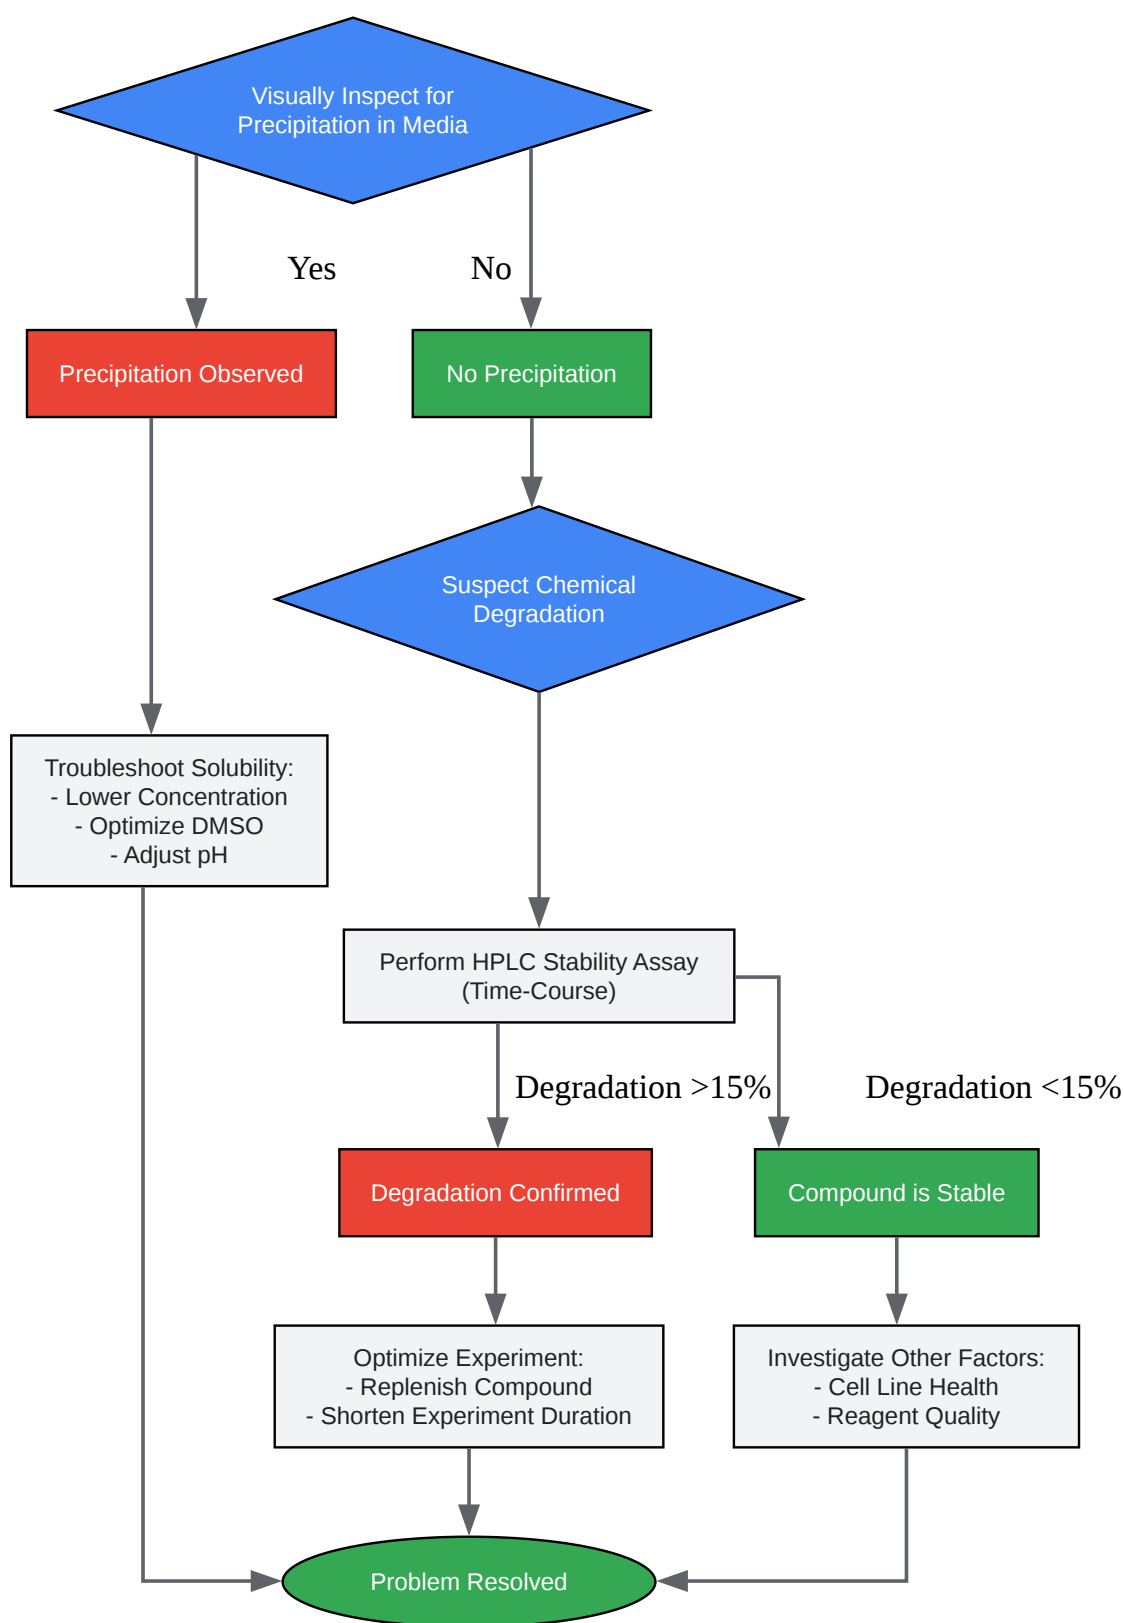 Visually Inspect for
Precipitation in Media
Yes
No
Precipitation Observed
No Precipitation
Suspect Chemical
Degradation
Troubleshoot Solubility:
- Lower Concentration
- Optimize DMSO
- Adjust pH
Perform HPLC Stability Assay
(Time-Course)
Degradation >15%
Degradation <15%
Degradation Confirmed
Compound is Stable
Optimize Experiment:
- Replenish Compound
- Shorten Experiment Duration
Investigate Other Factors:
- Cell Line Health
- Reagent Quality
Problem Resolved